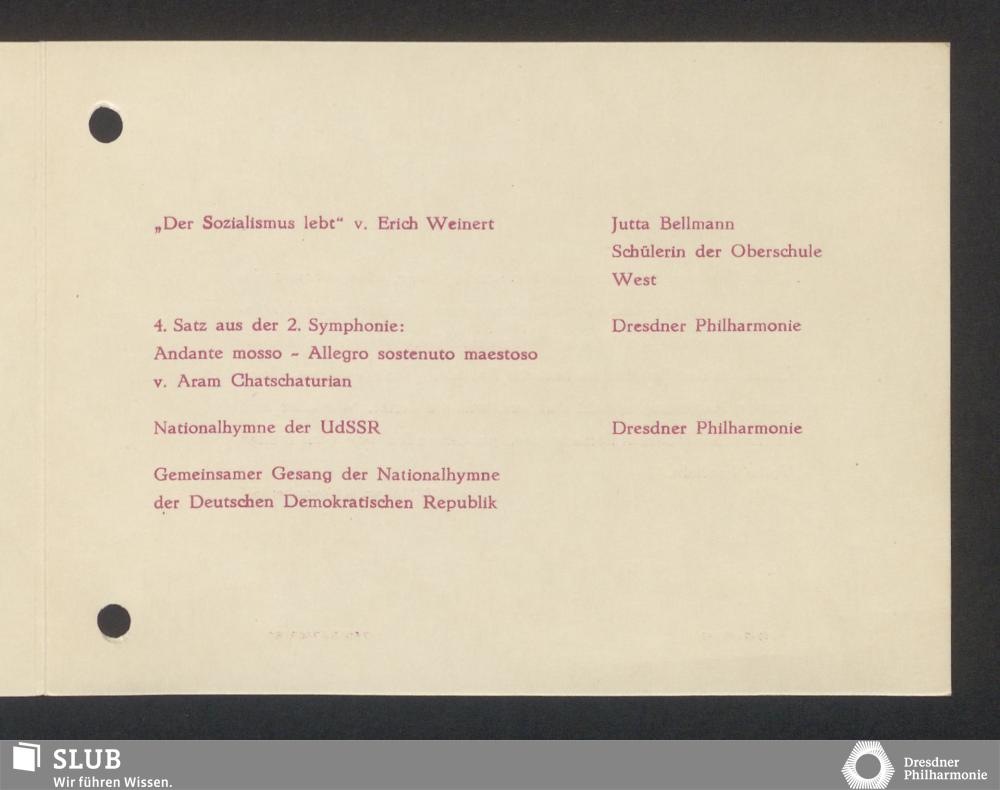 „Der Sozialismus lebt“ v. Erich Weinert
Jutta Bellmann
Schülerin der Oberschule
West
4. Satz aus der 2. Symphonie:
Andante mosso - Allegro sostenuto maestoso
v. Aram Chatschaturian
Dresdner Philharmonie
Nationalhymne der UdSSR
Dresdner Philharmonie
Gemeinsamer Gesang der Nationalhymne
der Deutschen Demokratischen Republik
SLUB
Wir führen Wissen.
Dresdner
Philharmonie